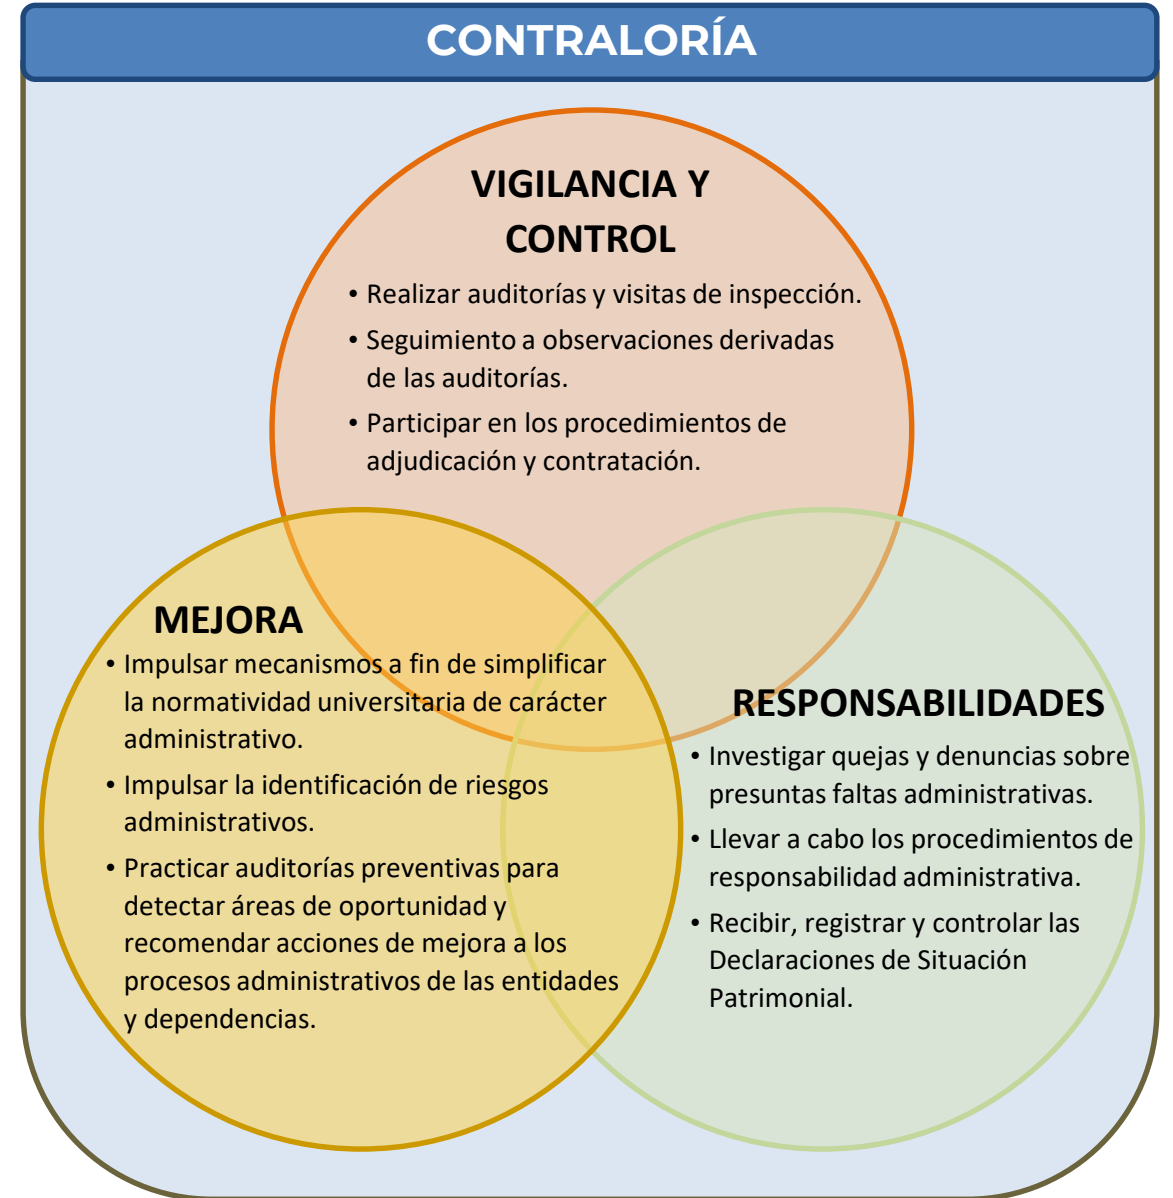 CONTRALORÍA
VIGILANCIA Y
CONTROL
• Realizar auditorías y visitas de inspección.
• Seguimiento a observaciones derivadas
de las auditorías.
• Participar en los procedimientos de
adjudicación y contratación.
MEJORA
• Impulsar mecanismos a fin de simplificar
la normatividad universitaria de carácter
administrativo.
• Impulsar la identificación de riesgos
administrativos.
• Practicar auditorías preventivas para
detectar áreas de oportunidad y
recomendar acciones de mejora a los
procesos administrativos de las entidades
y dependencias.
RESPONSABILIDADES
• Investigar quejas y denuncias sobre
presuntas faltas administrativas.
• Llevar a cabo los procedimientos de
responsabilidad administrativa.
• Recibir, registrar y controlar las
Declaraciones de Situación
Patrimonial.